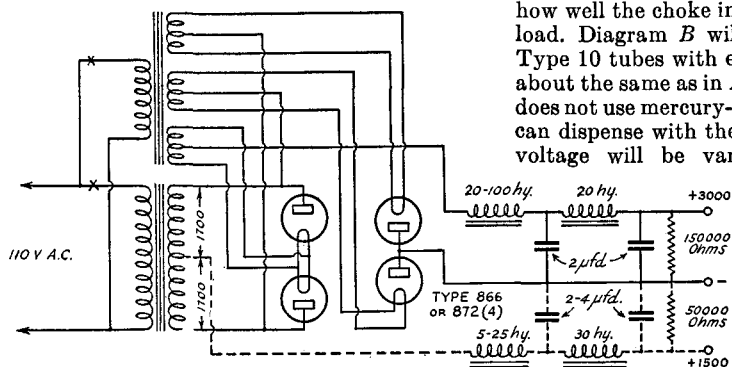 how well the choke in
load. Diagram B wil
Type 10 tubes with e
about the same as in
does not use mercury-
can dispense with the
voltage will be var
20-100 hy.
20 hy.
+3000
150000
Ohms
2 µfd.
-
110 V A.C.
1700
1700
TYPE 866
OR 872 (4)
2-4 µfd.
50000
Ohms
5-25 hy.
30 hy.
+1500
X
X